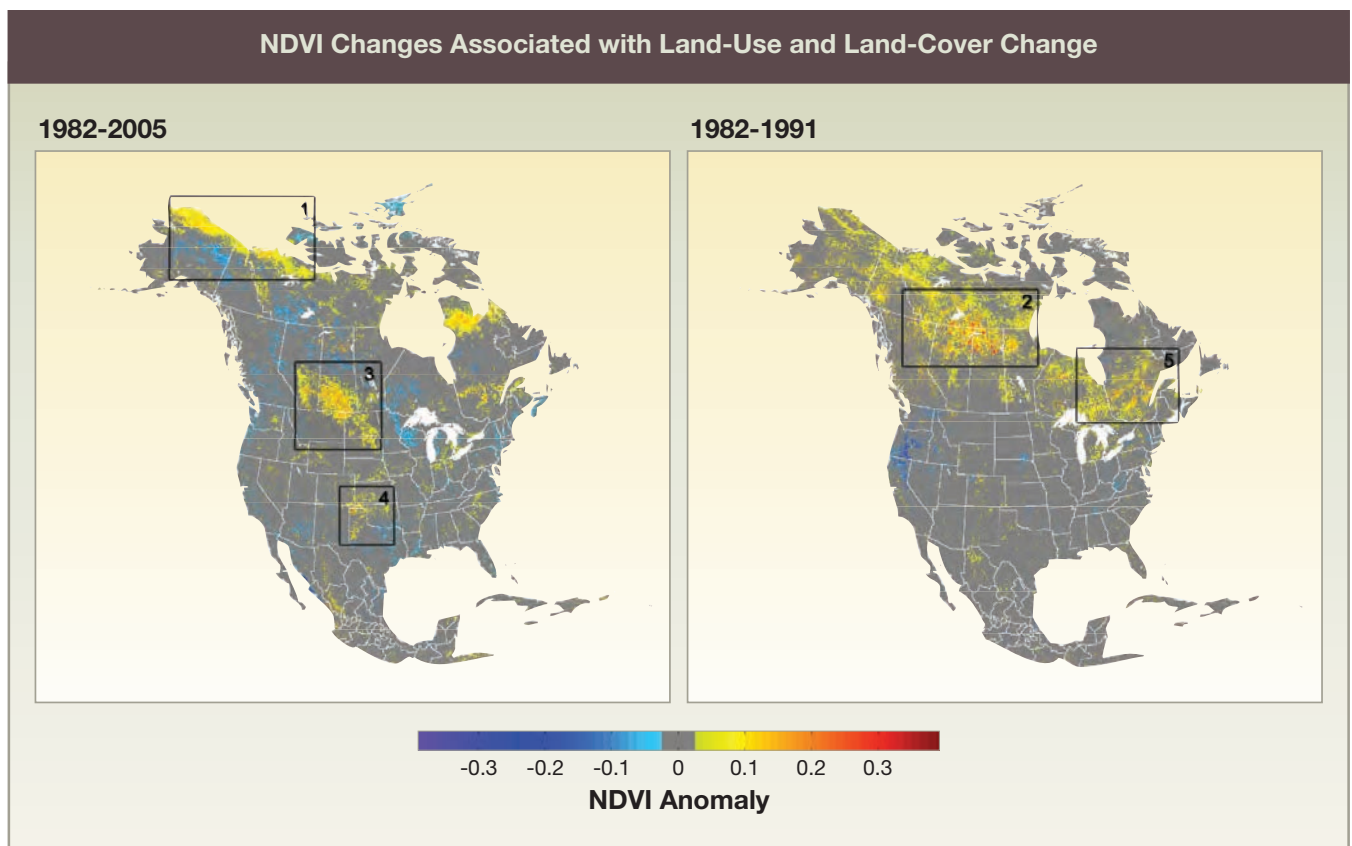 NDVI Changes Associated with Land-Use and Land-Cover Change
1982-2005
1982-1991
1
2
3
5
4
-0.3 -0.2 -0.1 0 0.1 0.2 0.3
NDVI Anomaly